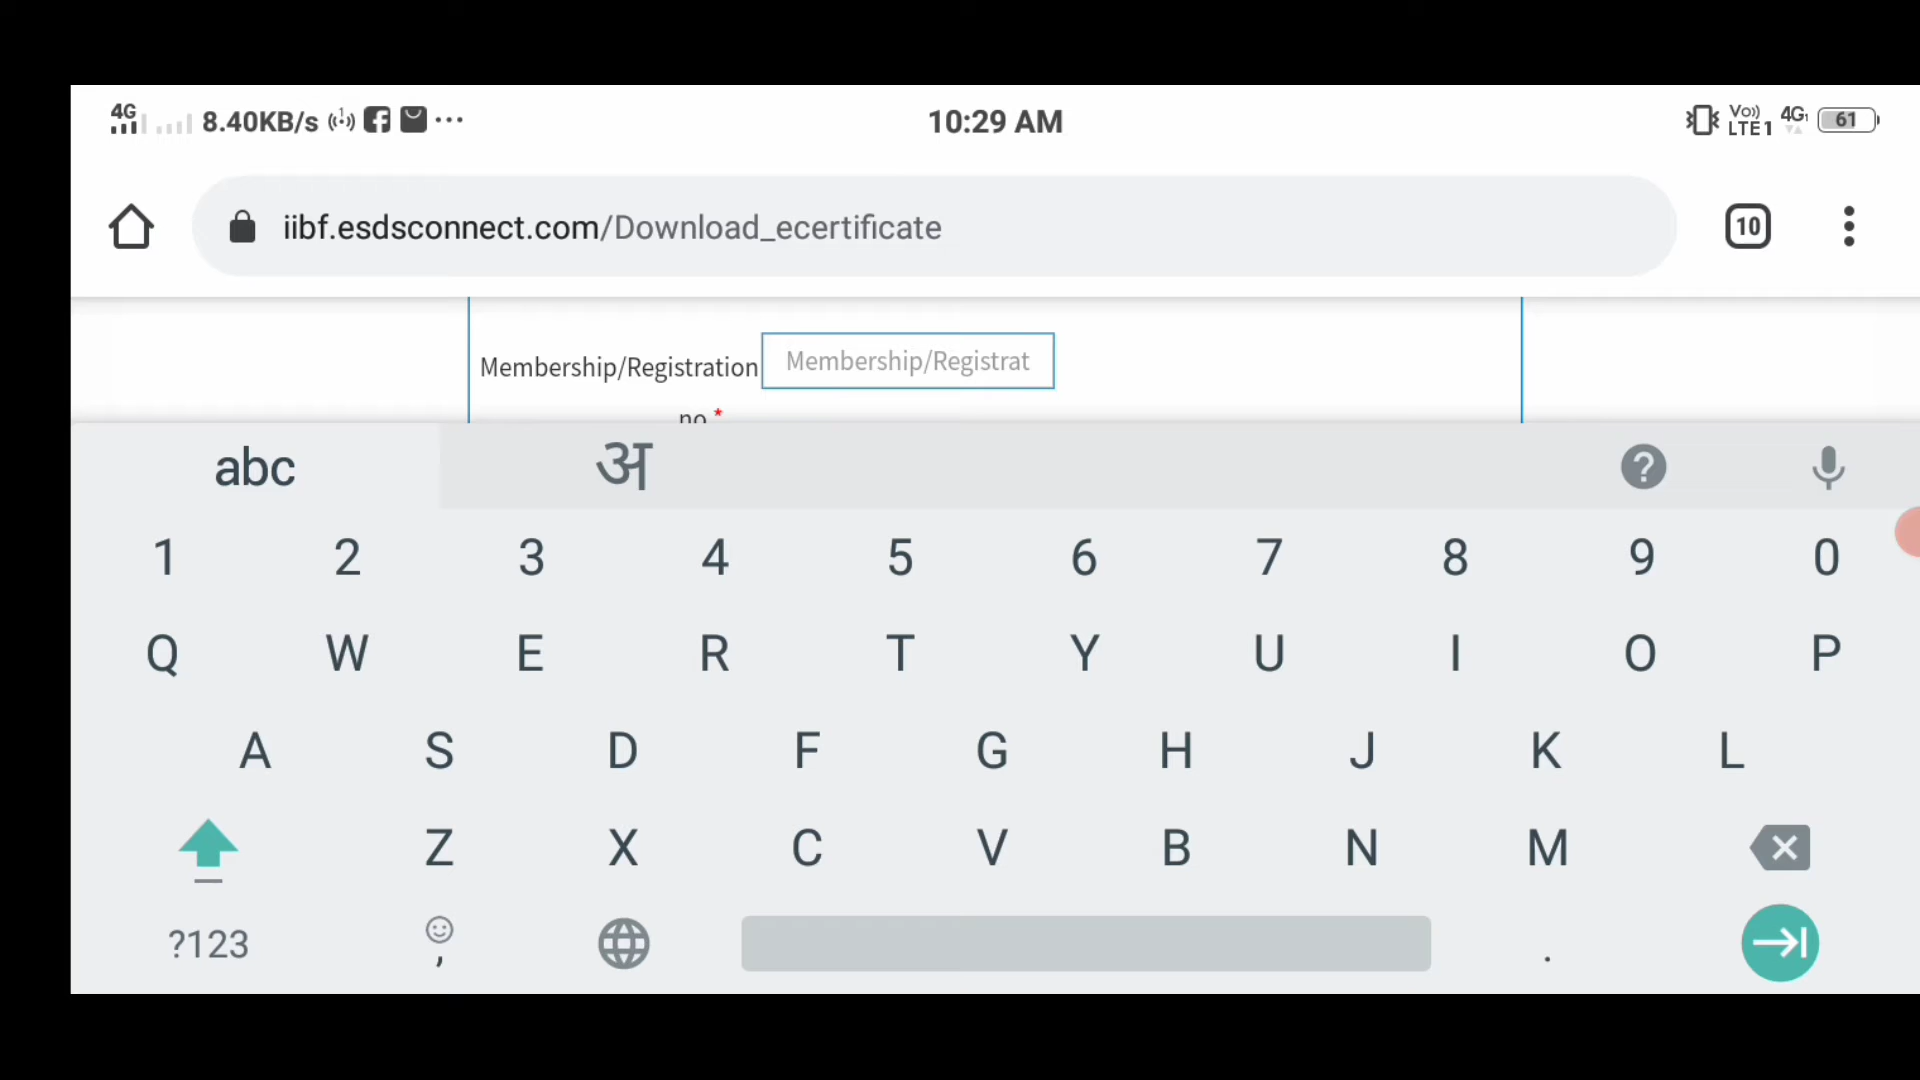 4G 8.40KB/s 10:29 AM Vo)) LTE1 4G 61
iibf.esdsconnect.com/Download_ecertificate 10
Membership/Registration Membership/Registrat
no *
abc अ ?
1 2 3 4 5 6 7 8 9 0
Q W E R T Y U I O P
A S D F G H J K L
Z X C V B N M
?123 , .